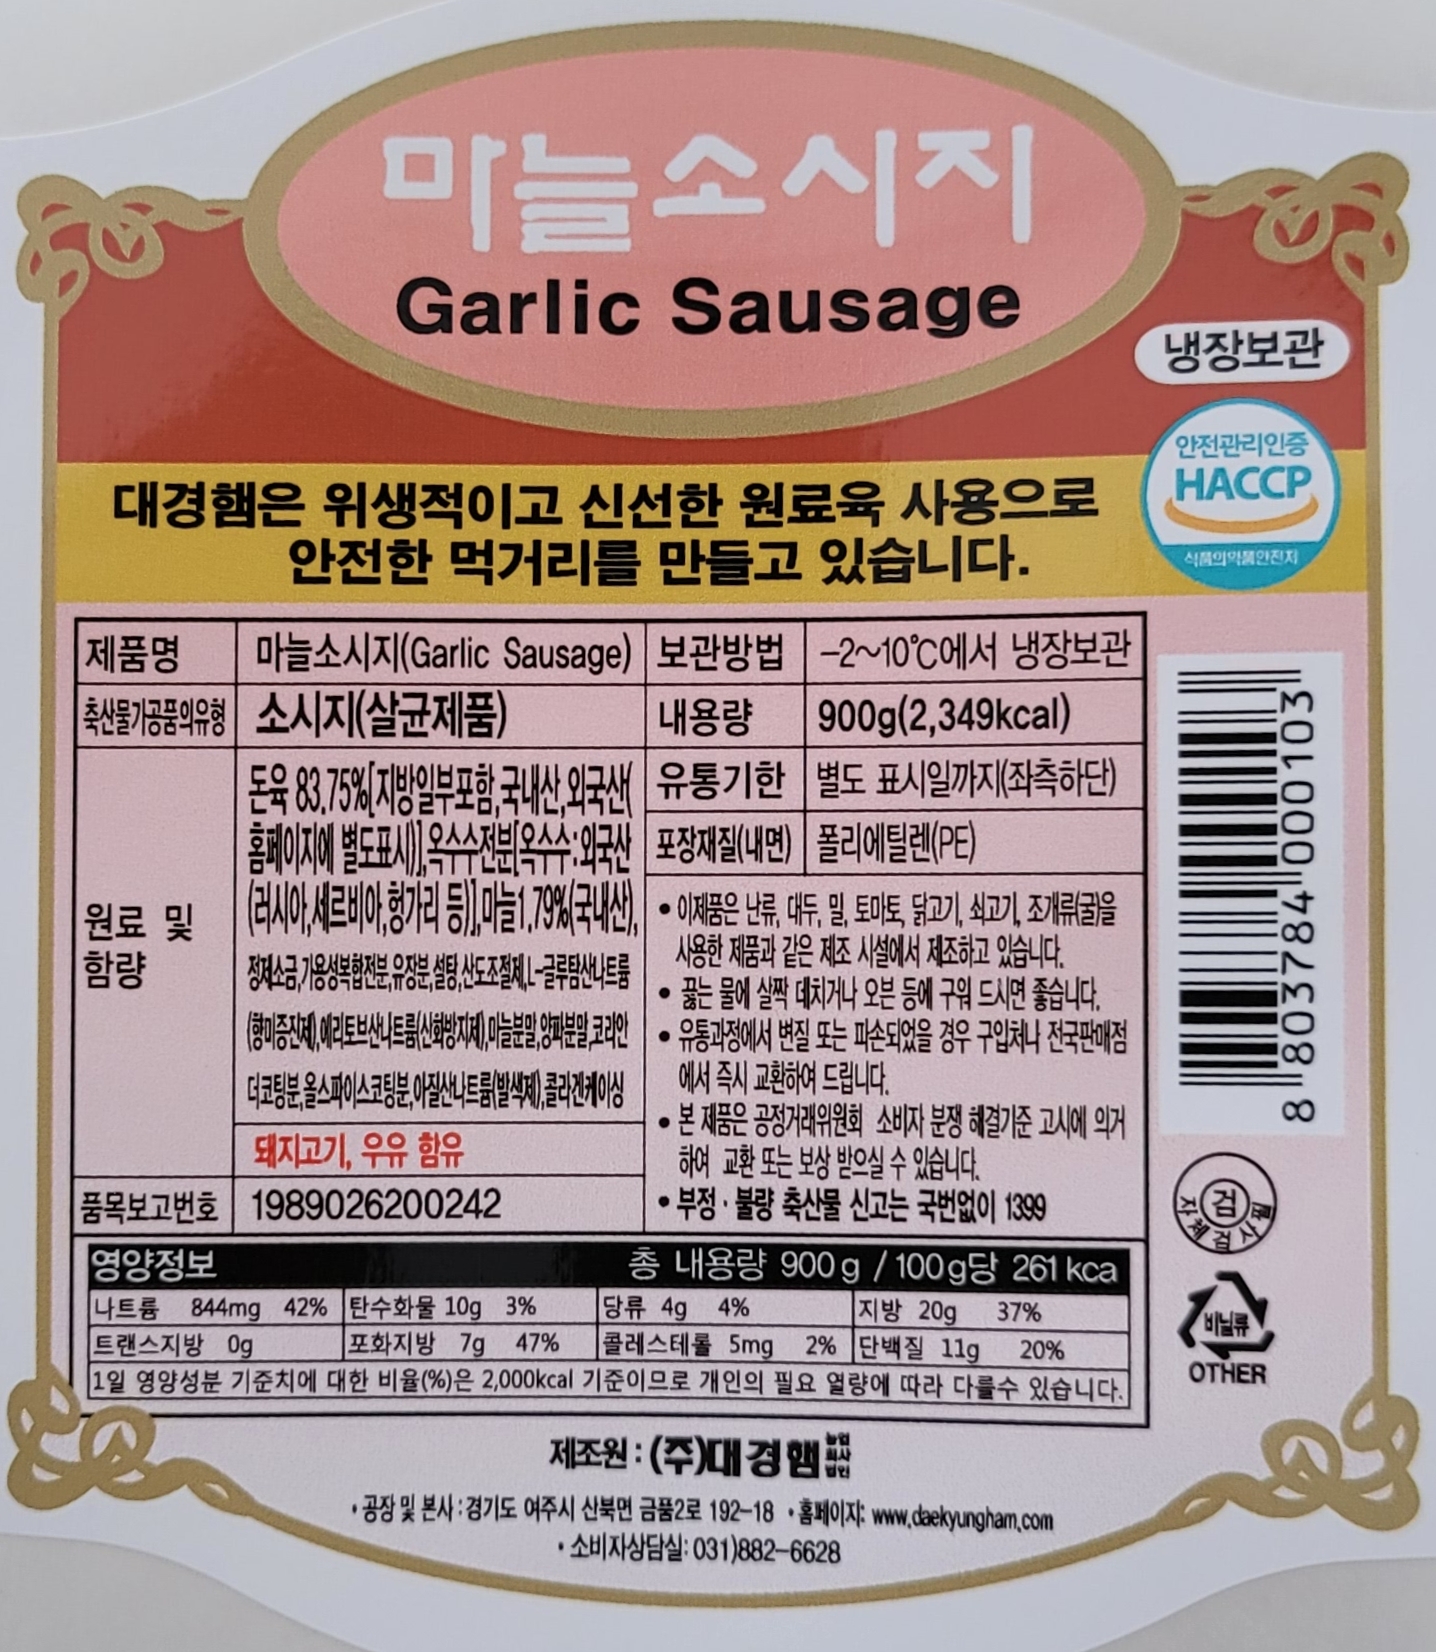 마늘소시지
Garlic Sausage
냉장보관
안전관리인증
HACCP
식품의약품안전처
대경햄은 위생적이고 신선한 원료육 사용으로
안전한 먹거리를 만들고 있습니다.
제품명
마늘소시지(Garlic Sausage)
보관방법
-2~10℃에서 냉장보관
축산물가공품의유형
소시지(살균제품)
내용량
900g(2,349kcal)
원료 및
함량
돈육 83.75%[지방일부포함,국내산,외국산(
홈페이지에 별도표시)],옥수수전분[옥수수:외국산
(러시아,세르비아,헝가리 등)],마늘1.79%(국내산),
정제소금,가용성복합전분,유장분,설탕,산도조절제,L-글루탐산나트륨
(향미증진제),에리토브산나트륨(산화방지제),마늘분말,양파분말,코리안
더코팅분,올스파이스코팅분,아질산나트륨(발색제),콜라겐케이싱
돼지고기, 우유 함유
품목보고번호
1989026200242
유통기한
별도 표시일까지(좌측하단)
포장재질(내면)
폴리에틸렌(PE)
• 이제품은 난류, 대두, 밀, 토마토, 닭고기, 쇠고기, 조개류(굴)을
사용한 제품과 같은 제조 시설에서 제조하고 있습니다.
• 끓는 물에 살짝 데치거나 오븐 등에 구워 드시면 좋습니다.
• 유통과정에서 변질 또는 파손되었을 경우 구입처나 전국판매점
에서 즉시 교환하여 드립니다.
• 본 제품은 공정거래위원회 소비자 분쟁 해결기준 고시에 의거
하여 교환 또는 보상 받으실 수 있습니다.
• 부정·불량 축산물 신고는 국번없이 1399
영양정보
총 내용량 900g / 100g당 261kcal
나트륨 844mg 42% 탄수화물 10g 3% 당류 4g 4% 지방 20g 37%
트랜스지방 0g 포화지방 7g 47% 콜레스테롤 5mg 2% 단백질 11g 20%
1일 영양성분 기준치에 대한 비율(%)은 2,000kcal 기준이므로 개인의 필요 열량에 따라 다를수 있습니다.
8 803784 000103
검
자체검사필
비닐류
OTHER
제조원 : (주)대경햄 농업
회사
법인
• 공장 및 본사 : 경기도 여주시 산북면 금품2로 192-18 • 홈페이지: www.daekyungham.com
• 소비자상담실: 031)882-6628